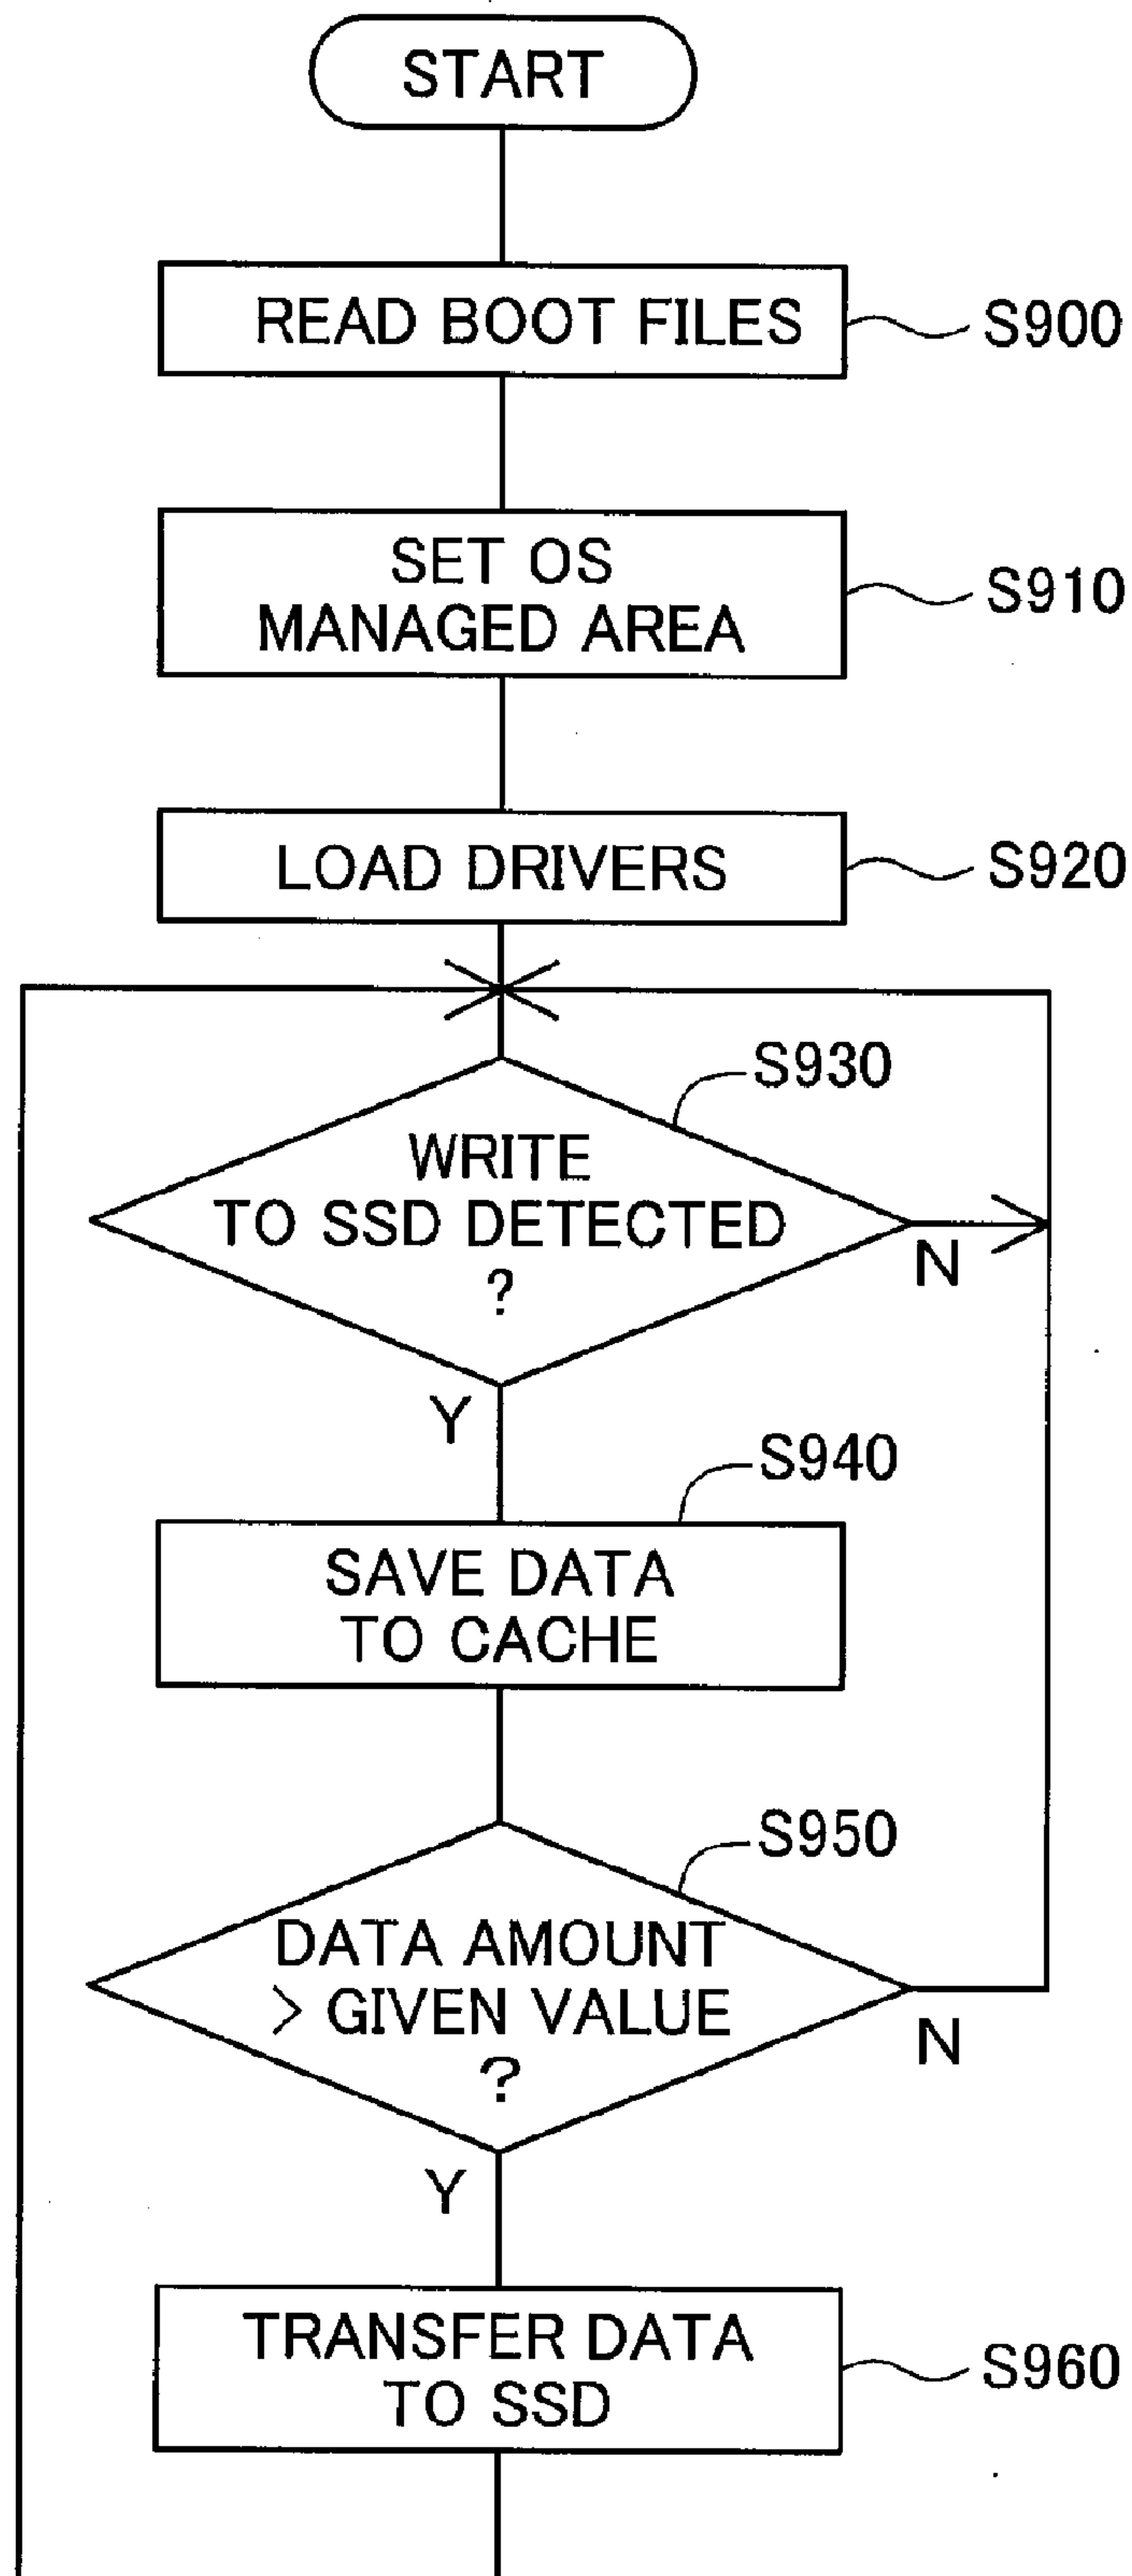 START
READ BOOT FILES
S900
SET OS
MANAGED AREA
S910
LOAD DRIVERS
S920
S930
WRITE
TO SSD DETECTED
?
N
Y
S940
SAVE DATA
TO CACHE
S950
DATA AMOUNT
> GIVEN VALUE
?
N
Y
TRANSFER DATA
TO SSD
S960